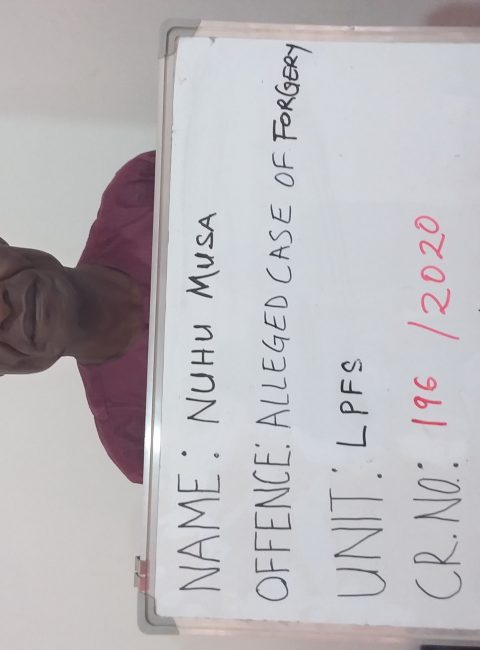 NAME: NUHU MUSA
OFFENCE: ALLEGED CASE OF FORGERY
UNIT: LPFS
CR. NO.: 196 / 2020